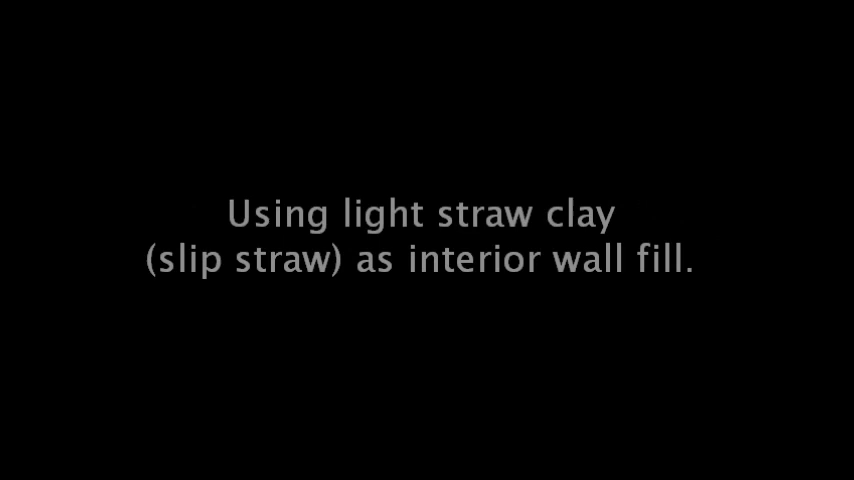 Using light straw clay
(slip straw) as interior wall fill.